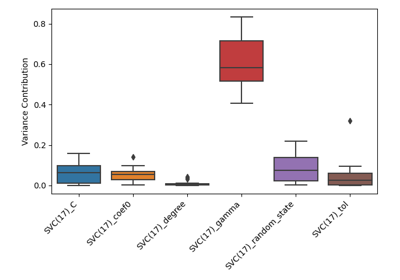 0.8
0.6
0.4
0.2
0.0
Variance Contribution
SVC(17)_C
SVC(17)_coef0
SVC(17)_degree
SVC(17)_gamma
SVC(17)_random_state
SVC(17)_tol